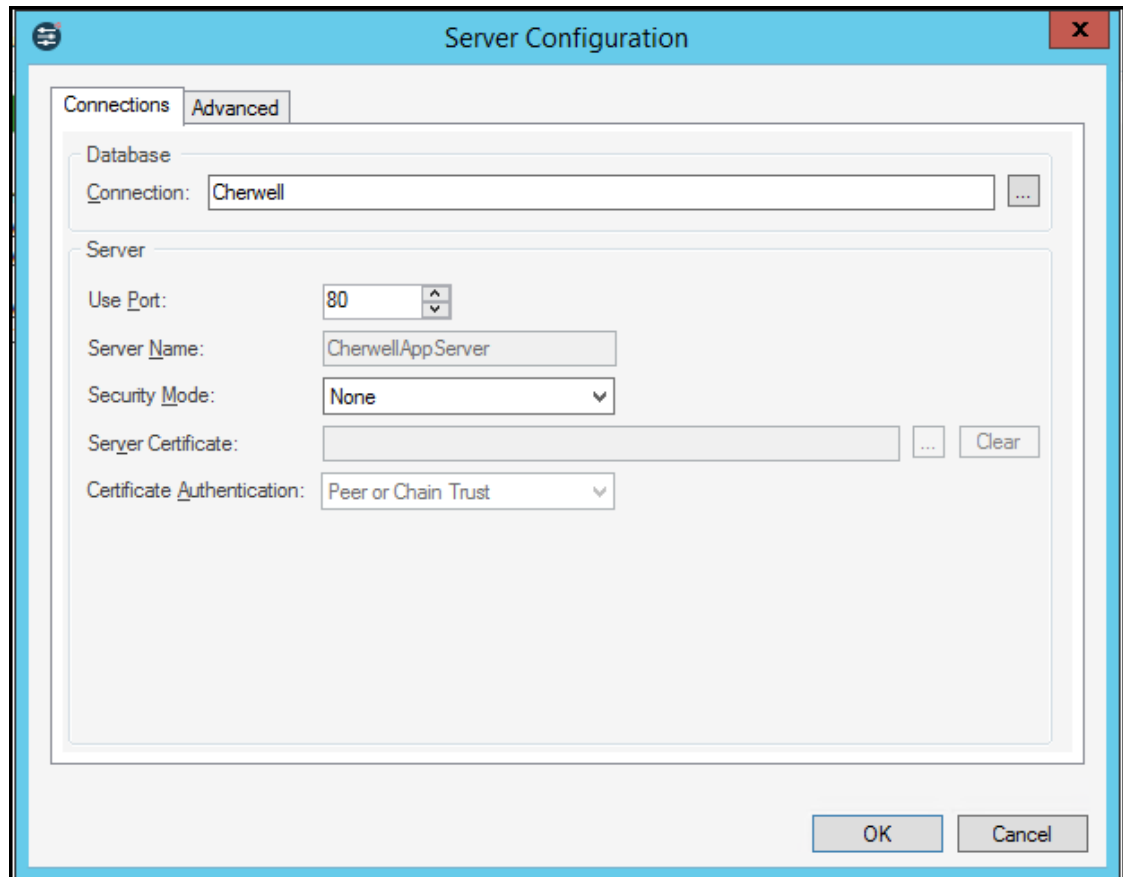 Server Configuration
x
Connections Advanced
Database
Connection: Cherwell ...
Server
Use Port: 80
Server Name: CherwellAppServer
Security Mode: None
Server Certificate: ... Clear
Certificate Authentication: Peer or Chain Trust
OK Cancel